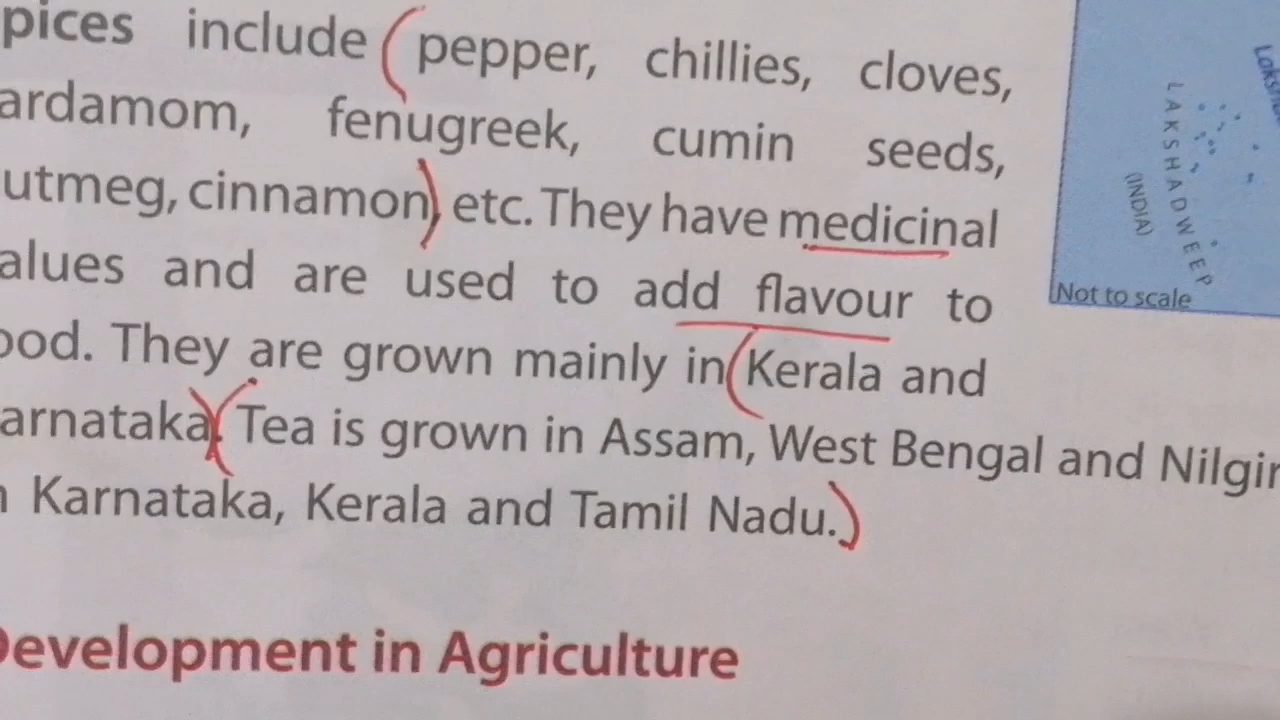 pices include pepper, chillies, cloves,
ardamom, fenugreek, cumin seeds,
utmeg, cinnamon, etc. They have medicinal
alues and are used to add flavour to
ood. They are grown mainly in Kerala and
arnataka. Tea is grown in Assam, West Bengal and Nilgir
n Karnataka, Kerala and Tamil Nadu.
Development in Agriculture
LAKSHADWEEP
(INDIA)
Not to scale